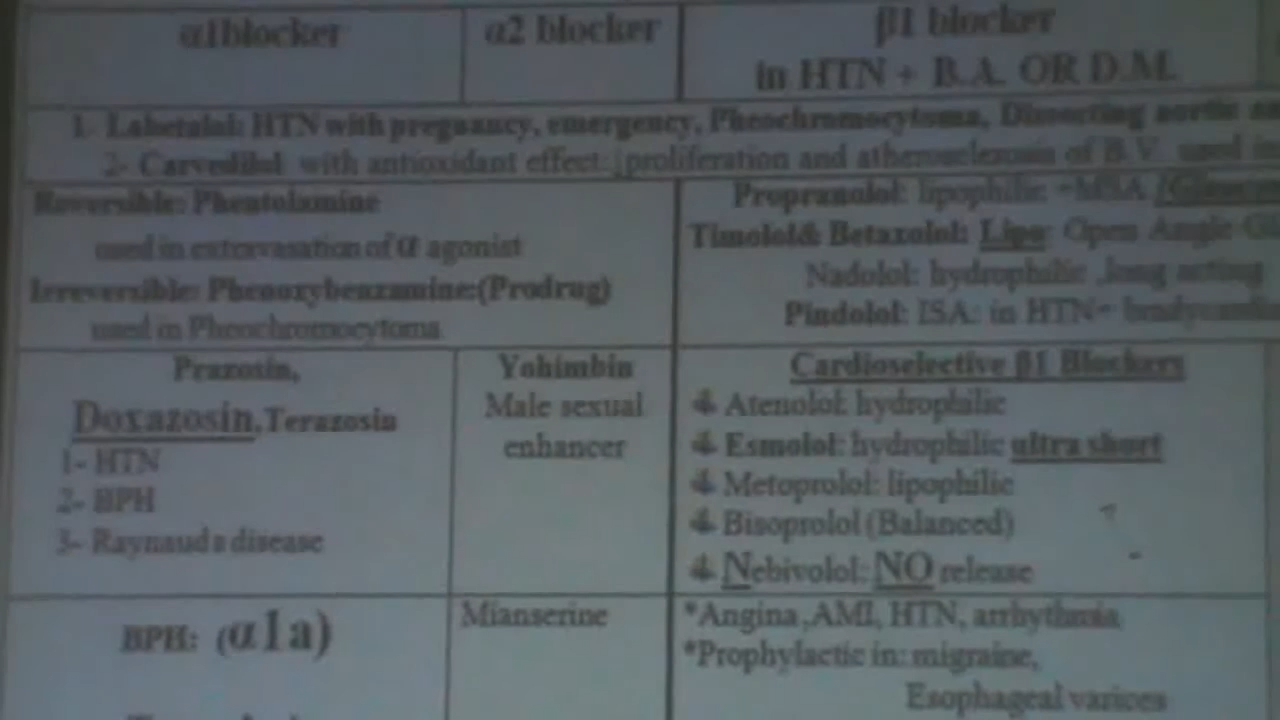 α1blocker
α2 blocker
β1 blocker
in HTN + B.A. OR D.M.
1- Labetalol: HTN with pregnancy, emergency, Pheochromocytoma, Dissecting aortic
2- Carvedilol with antioxidant effect: proliferation and atherosclerosis of B.V. used in
Reversible: Phentolamine
used in extravasation of α agonist
Irreversible: Phenoxybenzamine:(Prodrug)
used in Pheochromocytoma
Propranolol: lipophilic +MSA
Timolol& Betaxolol: Lipo: Open Angle
Nadolol: hydrophilic ,long acting
Pindolol: ISA: in HTN+
Prazosin,
Doxazosin,Terazosin
1- HTN
2- BPH
3- Raynauds disease
Yohimbin
Male sexual
enhancer
Cardioselective β1 Blockers
Atenolol: hydrophilic
Esmolol: hydrophilic ultra short
Metoprolol: lipophilic
Bisoprolol (Balanced)
Nebivolol: NO release
BPH: (α1a)
Mianserine
*Angina ,AMI, HTN, arrhythmia
*Prophylactic in: migraine,
Esophageal varices